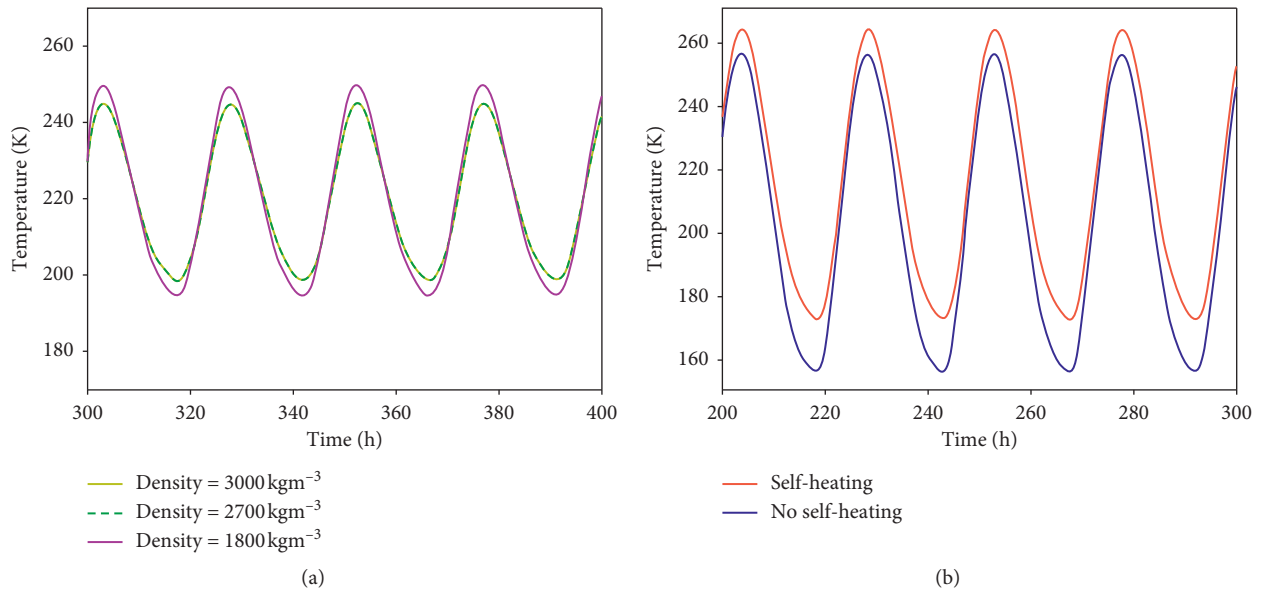 260
240
220
200
180
Temperature (K)
300
320
340
360
380
400
Time (h)
Density = 3000 kgm⁻³
Density = 2700 kgm⁻³
Density = 1800 kgm⁻³
(a)
260
240
220
200
180
160
Temperature (K)
200
220
240
260
280
300
Time (h)
Self-heating
No self-heating
(b)